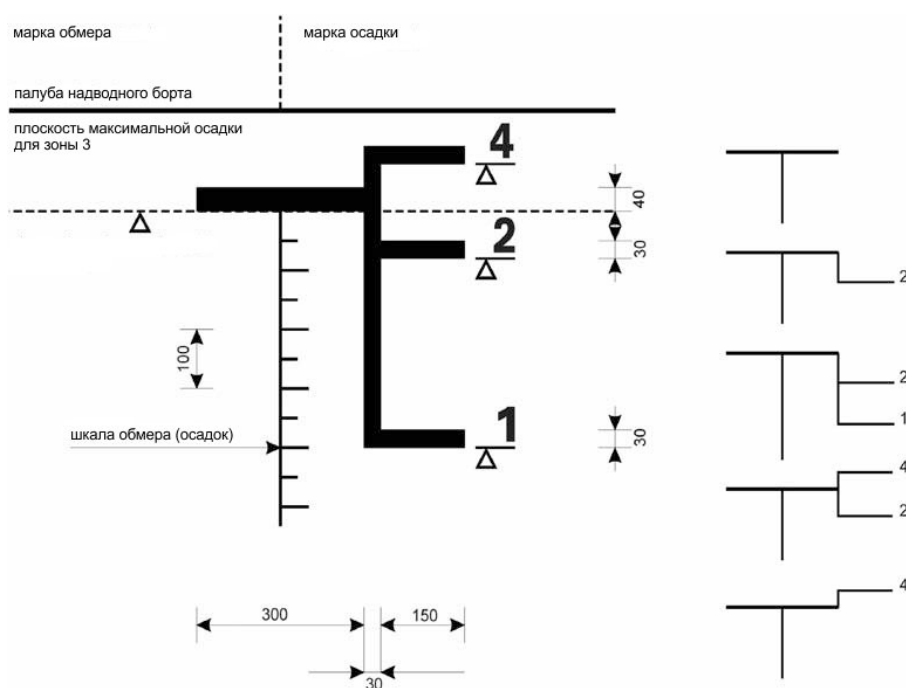 марка обмера
марка осадки
палуба надводного борта
плоскость максимальной осадки
для зоны 3
4
40
2
30
100
1
30
шкала обмера (осадок)
300
150
30
2
2
1
4
2
4